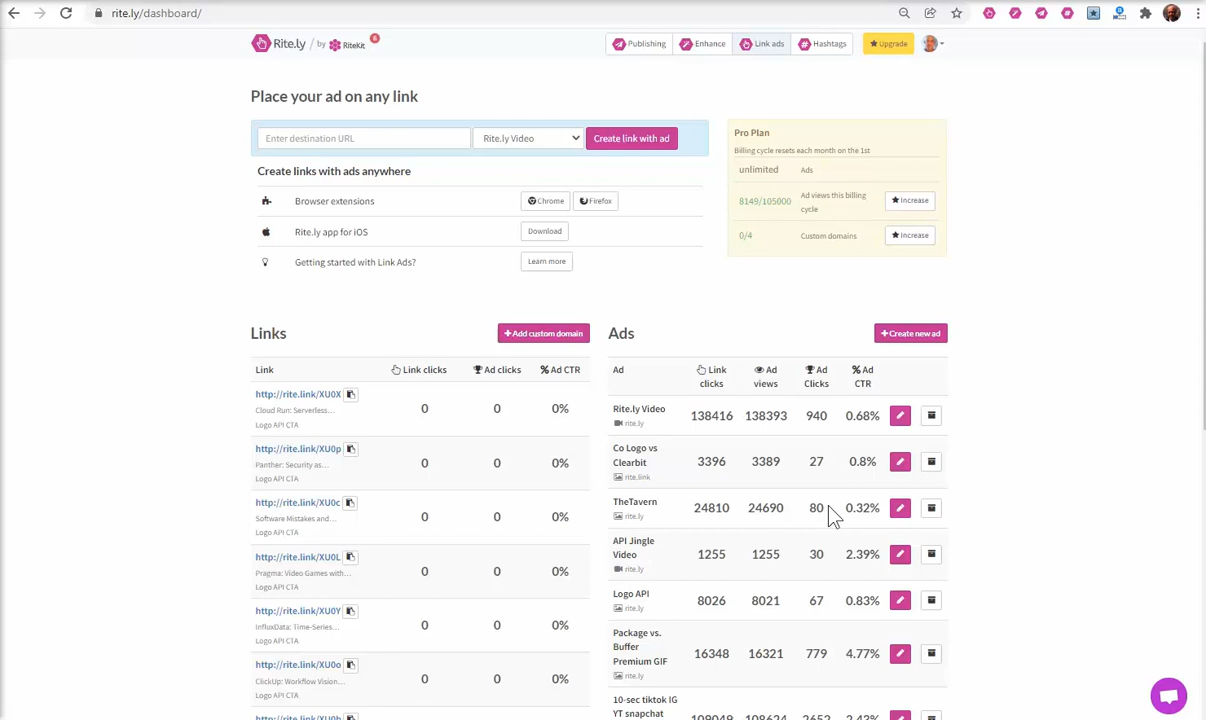 rite.ly/dashboard/
Rite.ly / by RiteKit 6
Publishing
Enhance
Link ads
Hashtags
Upgrade
Place your ad on any link
Enter destination URL
Rite.ly Video
Create link with ad
Create links with ads anywhere
Browser extensions
Chrome
Firefox
Rite.ly app for iOS
Download
Getting started with Link Ads?
Learn more
Pro Plan
Billing cycle resets each month on the 1st
unlimited Ads
8149/105000 Ad views this billing
cycle
Increase
0/4 Custom domains
Increase
Links
+Add custom domain
Link Link clicks Ad clicks % Ad CTR
http://rite.link/XU0X
Cloud Run: Serverless...
Logo API CTA
0 0 0%
http://rite.link/XU0p
Panther: Security as...
Logo API CTA
0 0 0%
http://rite.link/XU0c
Software Mistakes and...
Logo API CTA
0 0 0%
http://rite.link/XU0L
Pragma: Video Games with...
Logo API CTA
0 0 0%
http://rite.link/XU0Y
InfluxData: Time-Series...
Logo API CTA
0 0 0%
http://rite.link/XU0o
ClickUp: Workflow Vision...
Logo API CTA
0 0 0%
Ads
+Create new ad
Ad
Link
clicks
Ad
views
Ad
Clicks
% Ad
CTR
Rite.ly Video
rite.ly
138416 138393 940 0.68%
Co Logo vs
Clearbit
rite.link
3396 3389 27 0.8%
TheTavern
rite.ly
24810 24690 80 0.32%
API Jingle
Video
rite.ly
1255 1255 30 2.39%
Logo API
rite.ly
8026 8021 67 0.83%
Package vs.
Buffer
Premium GIF
rite.ly
16348 16321 779 4.77%
10-sec tiktok IG
YT snapchat
109049 108624 2652 2.43%